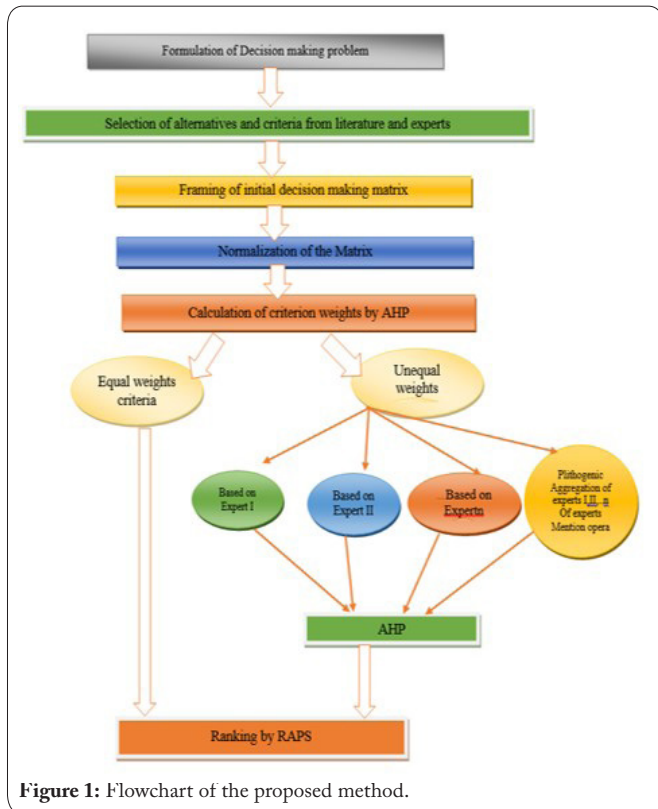 Formulation of Decision making problem
Selection of alternatives and criteria from literature and experts
Framing of initial decision making matrix
Normalization of the Matrix
Calculation of criterion weights by AHP
Equal weights
criteria
Unequal
weights
Based on
Expert I
Based on
Expert II
...Based on
Expertn
Plithogenic
Aggregation of
experts I,II,..n
Of experts
Mention opera
AHP
Ranking by RAPS
Figure 1: Flowchart of the proposed method.